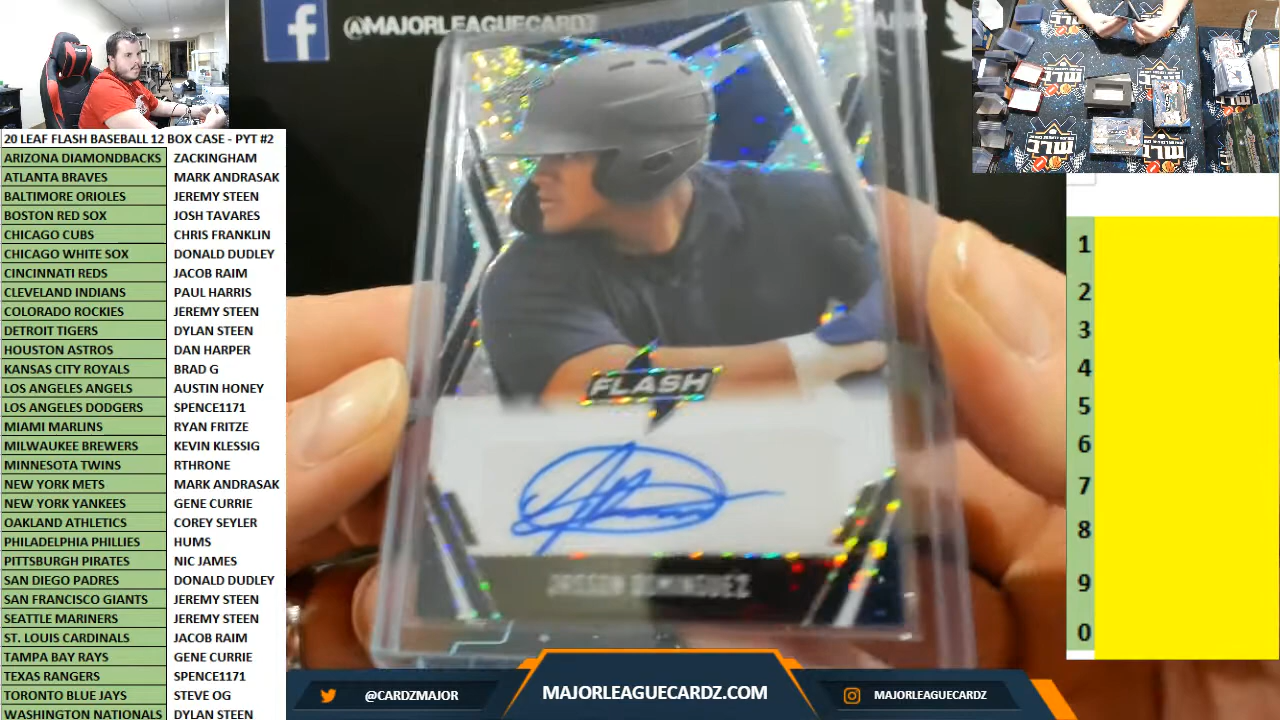 @MAJORLEAGUECARDZ
20 LEAF FLASH BASEBALL 12 BOX CASE - PYT #2
ARIZONA DIAMONDBACKS ZACKINGHAM
ATLANTA BRAVES MARK ANDRASAK
BALTIMORE ORIOLES JEREMY STEEN
BOSTON RED SOX JOSH TAVARES
CHICAGO CUBS CHRIS FRANKLIN
CHICAGO WHITE SOX DONALD DUDLEY
CINCINNATI REDS JACOB RAIM
CLEVELAND INDIANS PAUL HARRIS
COLORADO ROCKIES JEREMY STEEN
DETROIT TIGERS DYLAN STEEN
HOUSTON ASTROS DAN HARPER
KANSAS CITY ROYALS BRAD G
LOS ANGELES ANGELS AUSTIN HONEY
LOS ANGELES DODGERS SPENCE1171
MIAMI MARLINS RYAN FRITZE
MILWAUKEE BREWERS KEVIN KLESSIG
MINNESOTA TWINS RTHRONE
NEW YORK METS MARK ANDRASAK
NEW YORK YANKEES GENE CURRIE
OAKLAND ATHLETICS COREY SEYLER
PHILADELPHIA PHILLIES HUMS
PITTSBURGH PIRATES NIC JAMES
SAN DIEGO PADRES DONALD DUDLEY
SAN FRANCISCO GIANTS JEREMY STEEN
SEATTLE MARINERS JEREMY STEEN
ST. LOUIS CARDINALS JACOB RAIM
TAMPA BAY RAYS GENE CURRIE
TEXAS RANGERS SPENCE1171
TORONTO BLUE JAYS STEVE OG
WASHINGTON NATIONALS DYLAN STEEN
FLASH
JASSON DOMINGUEZ
1
2
3
4
5
6
7
8
9
0
@CARDZMAJOR
MAJORLEAGUECARDZ.COM
MAJORLEAGUECARDZ